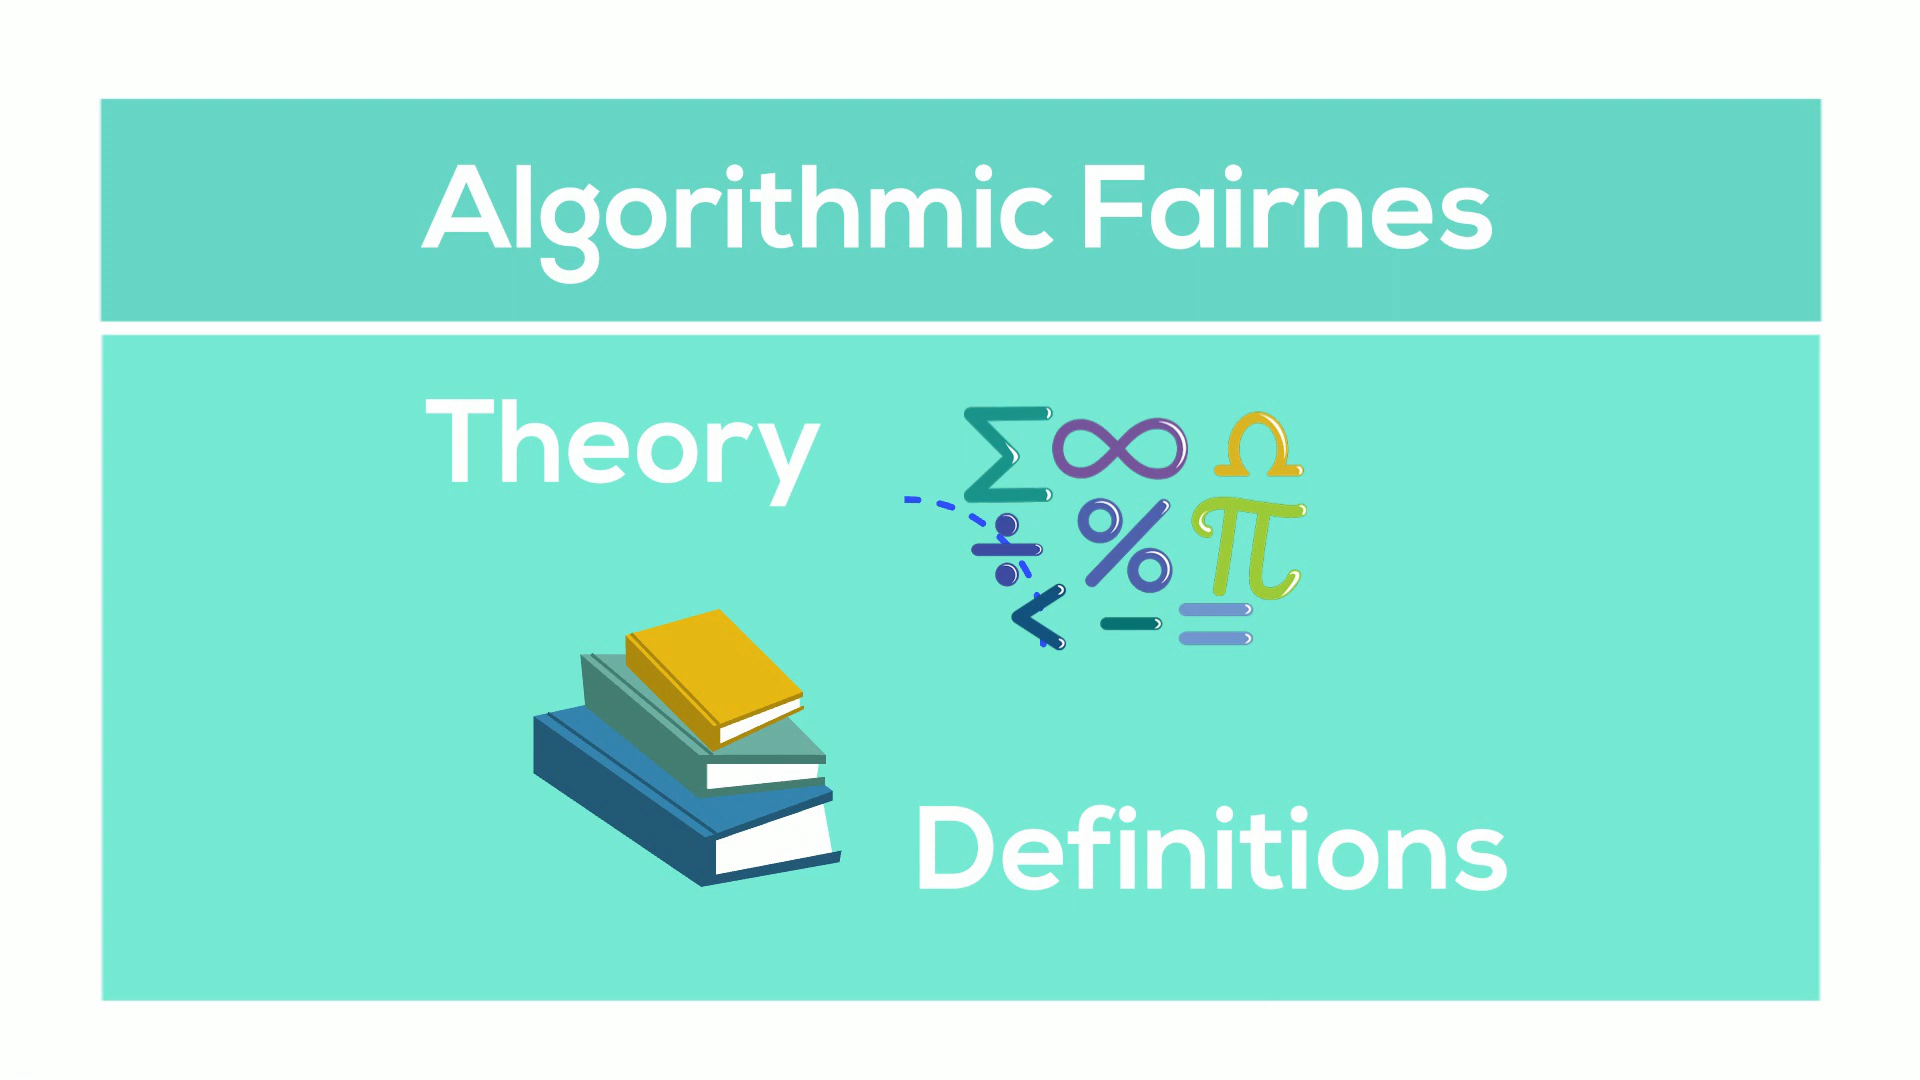 Algorithmic Fairnes
Theory
Σ ∞ Ω
÷ % π
< - =
Definitions